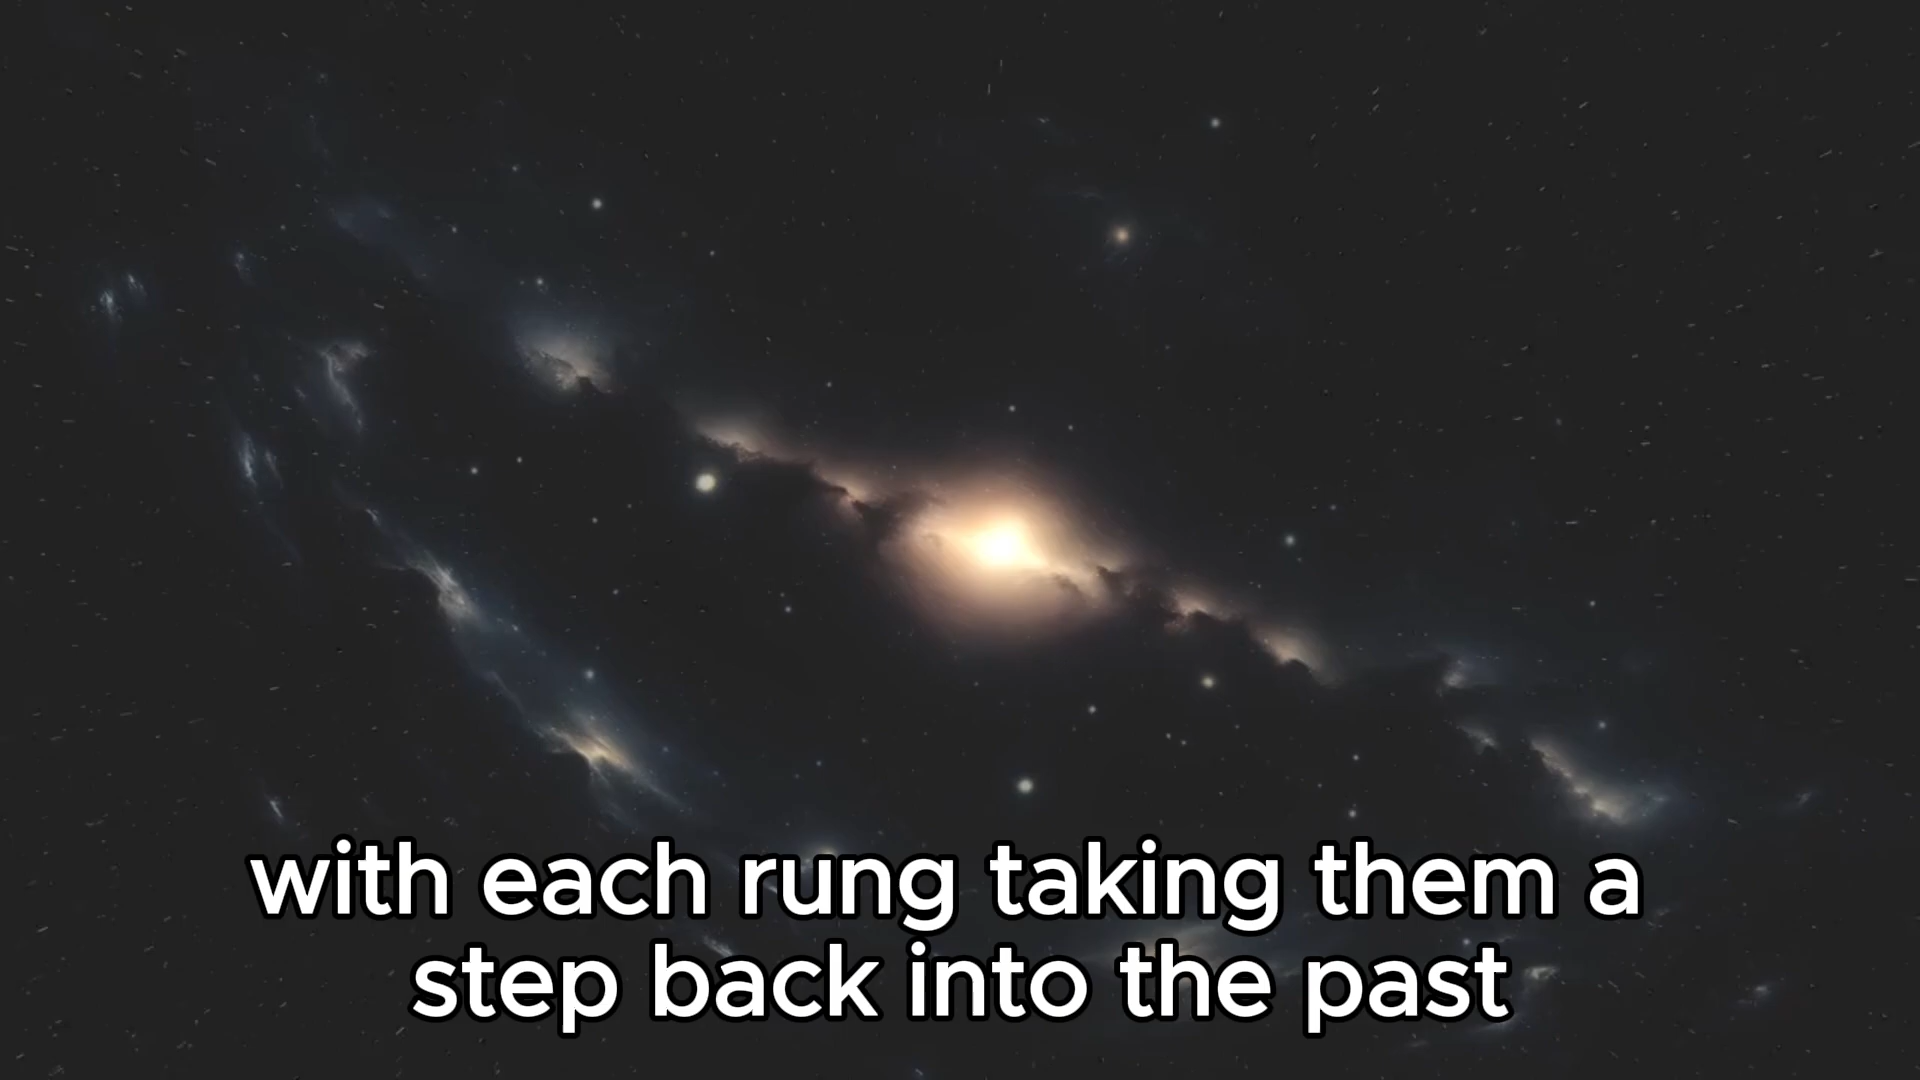 with each rung taking them a
step back into the past